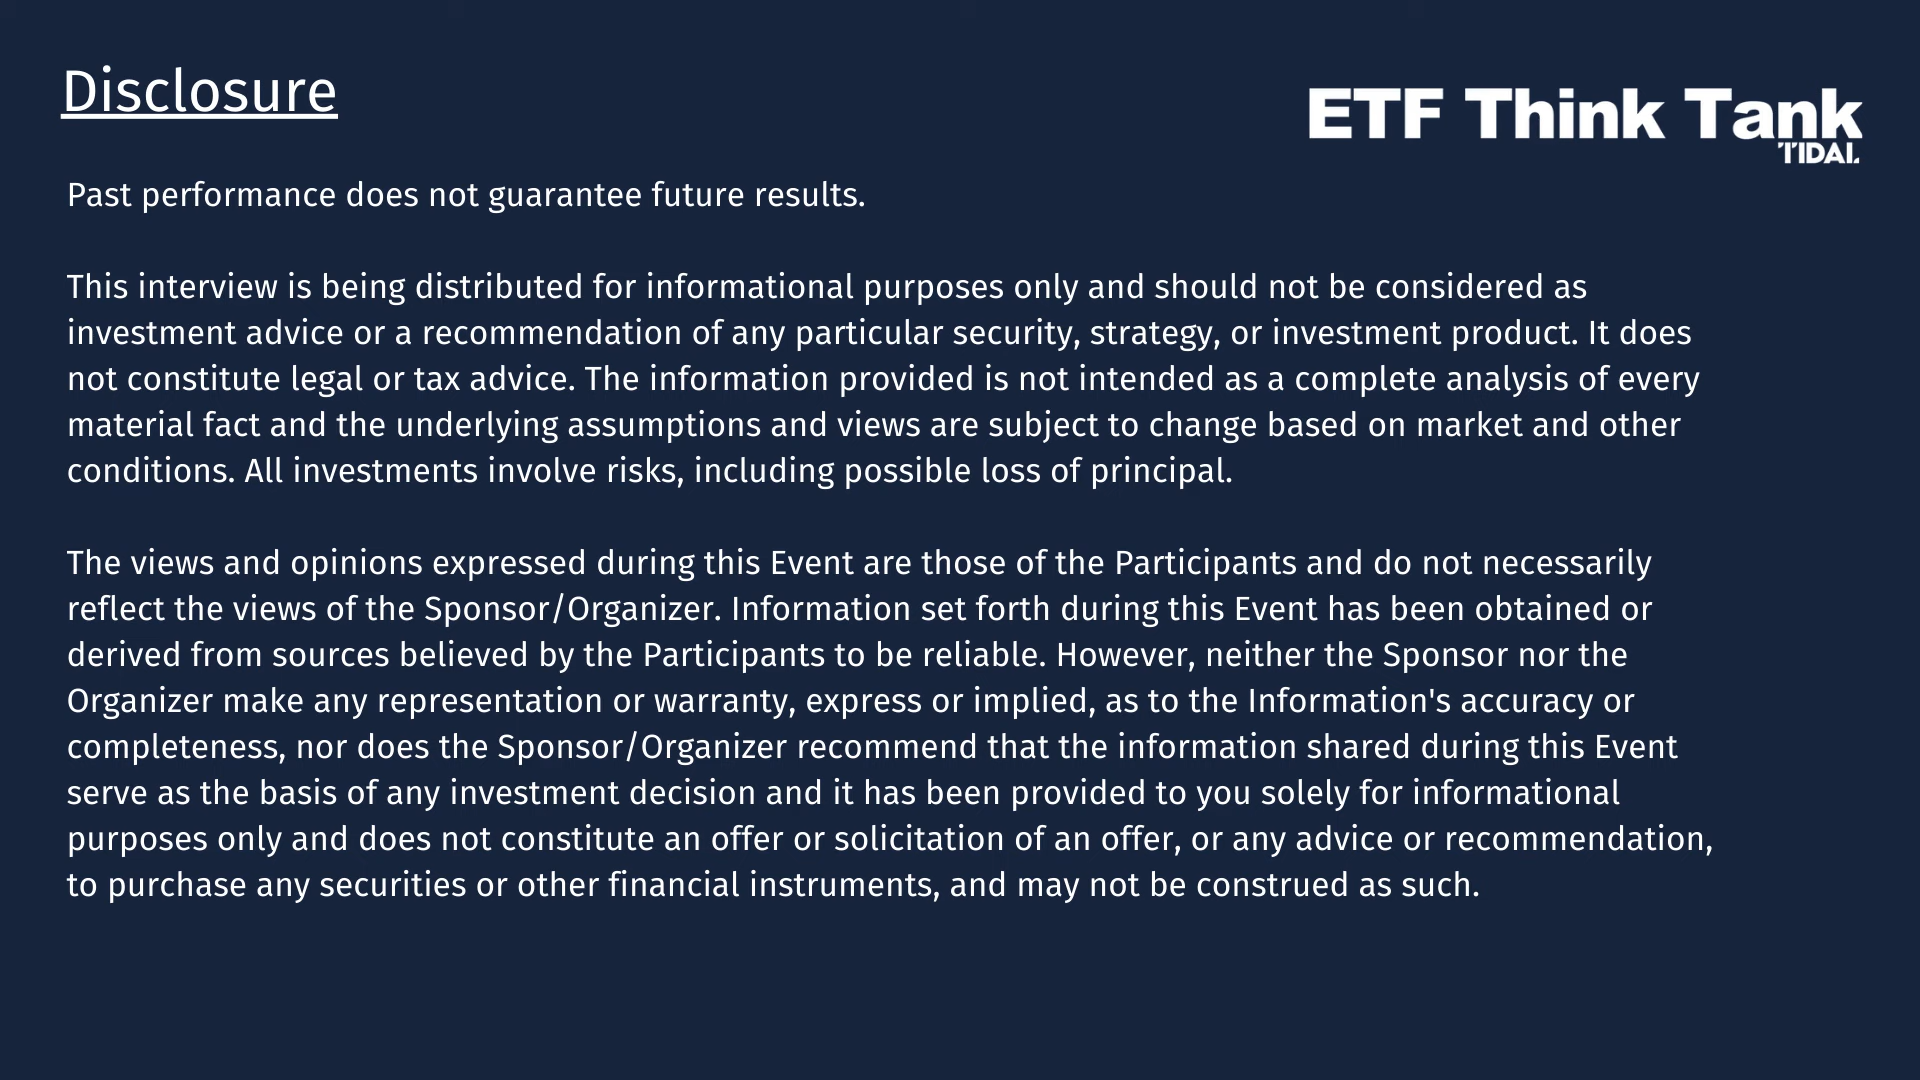 Disclosure
ETF Think Tank
TIDAL
Past performance does not guarantee future results.
This interview is being distributed for informational purposes only and should not be considered as
investment advice or a recommendation of any particular security, strategy, or investment product. It does
not constitute legal or tax advice. The information provided is not intended as a complete analysis of every
material fact and the underlying assumptions and views are subject to change based on market and other
conditions. All investments involve risks, including possible loss of principal.
The views and opinions expressed during this Event are those of the Participants and do not necessarily
reflect the views of the Sponsor/Organizer. Information set forth during this Event has been obtained or
derived from sources believed by the Participants to be reliable. However, neither the Sponsor nor the
Organizer make any representation or warranty, express or implied, as to the Information's accuracy or
completeness, nor does the Sponsor/Organizer recommend that the information shared during this Event
serve as the basis of any investment decision and it has been provided to you solely for informational
purposes only and does not constitute an offer or solicitation of an offer, or any advice or recommendation,
to purchase any securities or other financial instruments, and may not be construed as such.